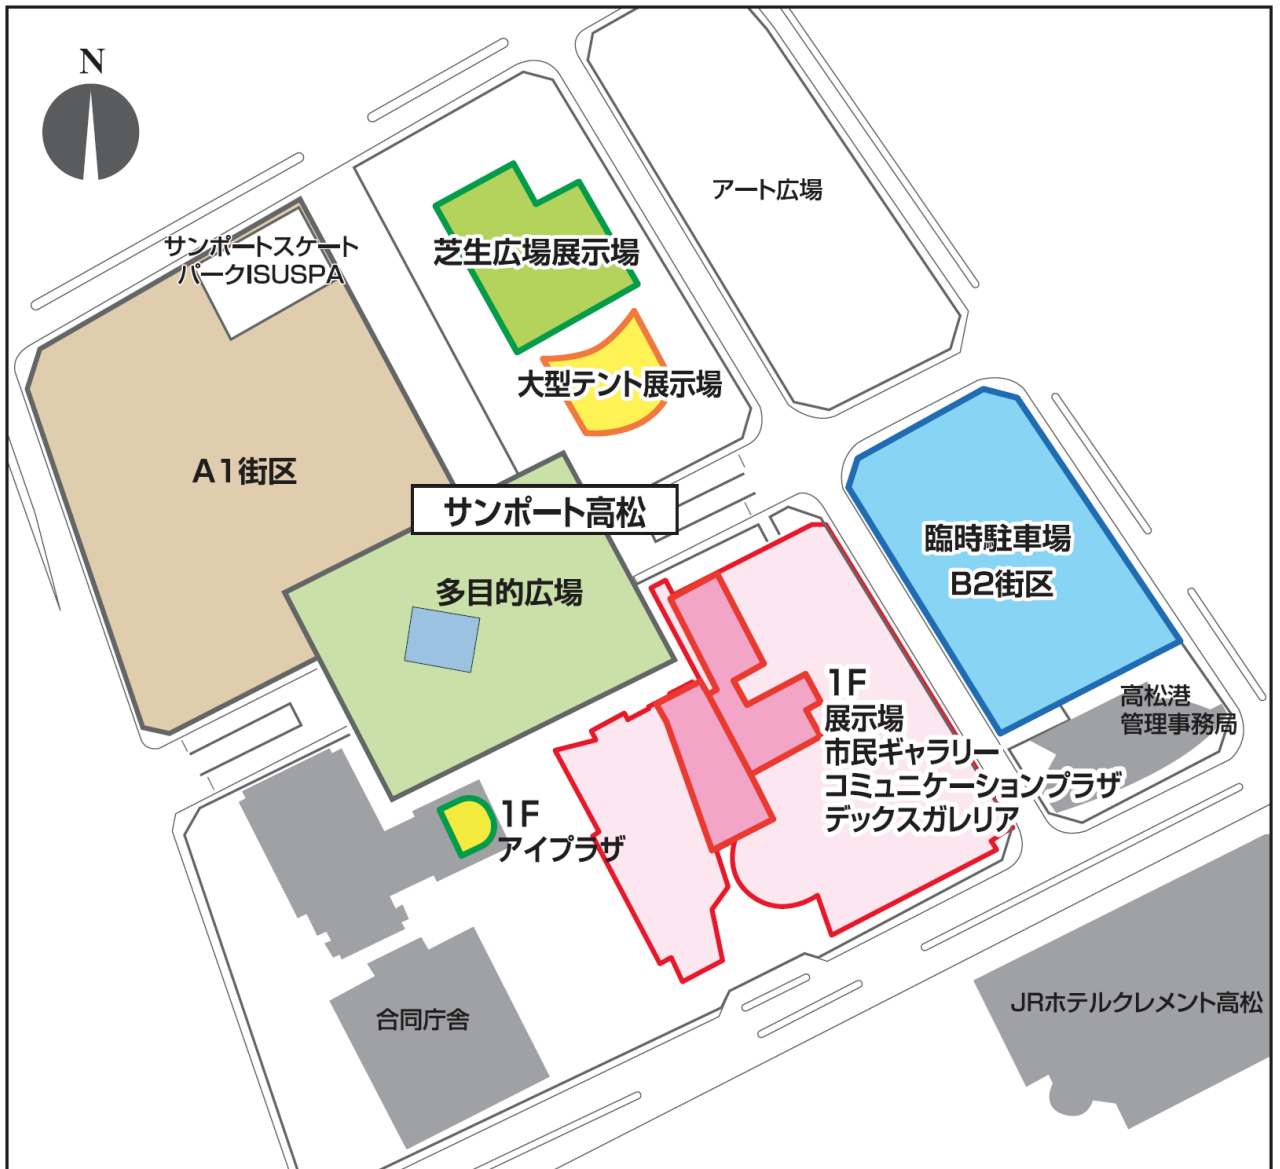 N
アート広場
サンポートスケート
パークISUSPA
芝生広場展示場
大型テント展示場
A1街区
サンポート高松
臨時駐車場
B2街区
多目的広場
1F
展示場
市民ギャラリー
コミュニケーションプラザ
デックスガレリア
高松港
管理事務局
1F
アイプラザ
合同庁舎
JRホテルクレメント高松